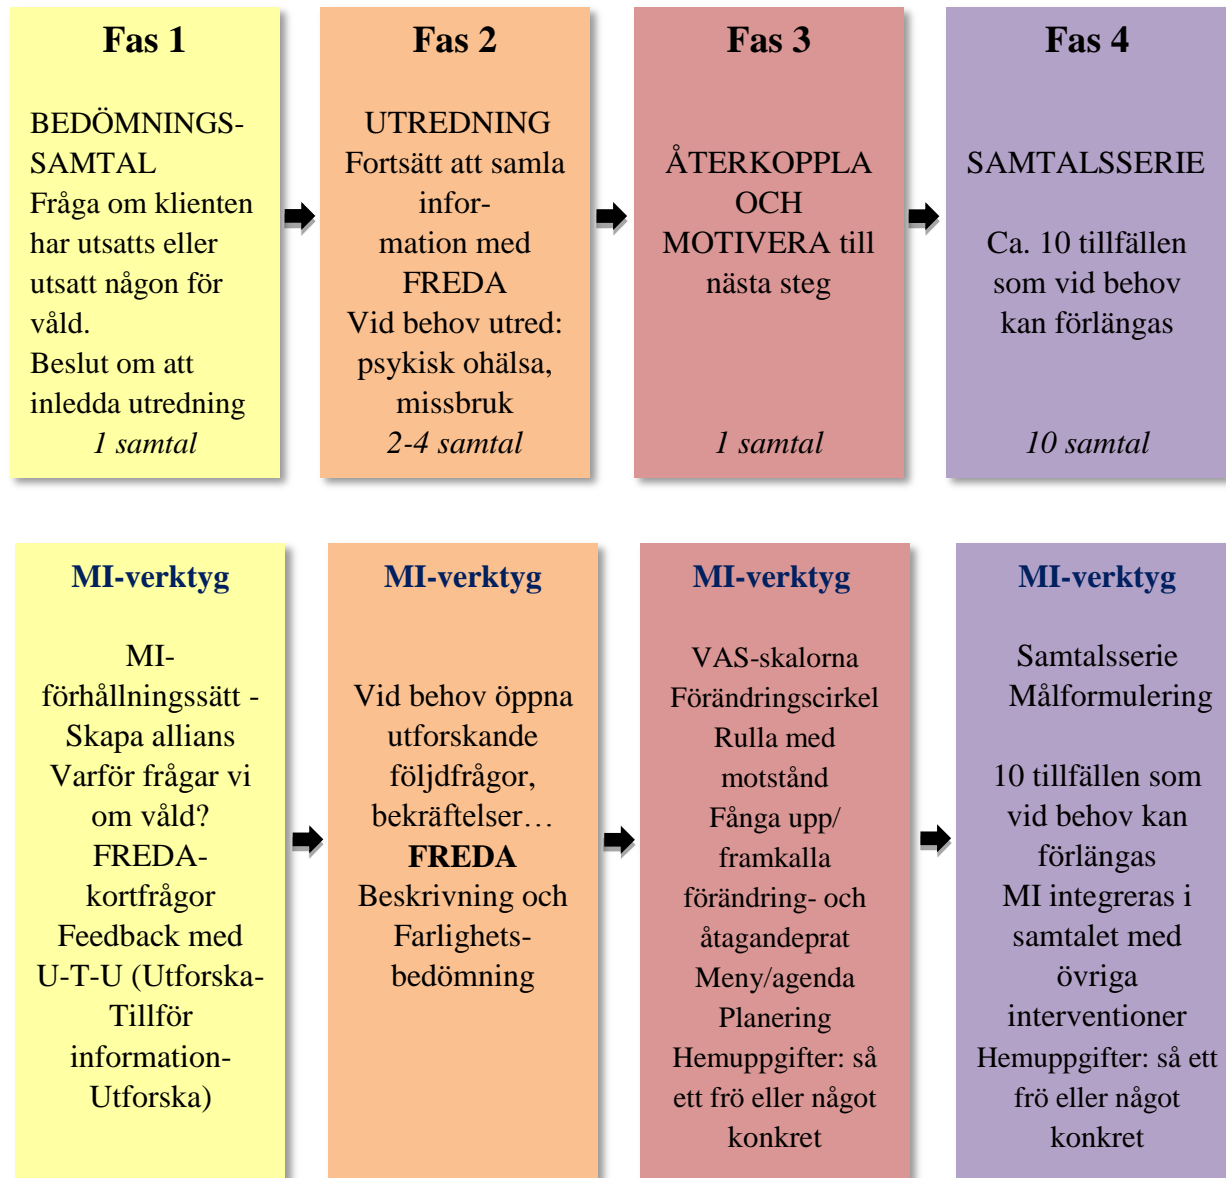 Fas 1
BEDÖMNINGS-
SAMTAL
Fråga om klienten
har utsatts eller
utsatt någon för
våld.
Beslut om att
inledda utredning
1 samtal
Fas 2
UTREDNING
Fortsätt att samla
infor-
mation med
FREDA
Vid behov utred:
psykisk ohälsa,
missbruk
2-4 samtal
Fas 3
ÅTERKOPPLA
OCH
MOTIVERA till
nästa steg
1 samtal
Fas 4
SAMTALSSERIE
Ca. 10 tillfällen
som vid behov
kan förlängas
10 samtal
MI-verktyg
MI-
förhållningssätt -
Skapa allians
Varför frågar vi
om våld?
FREDA-
kortfrågor
Feedback med
U-T-U (Utforska-
Tillför
information-
Utforska)
MI-verktyg
Vid behov öppna
utforskande
följdfrågor,
bekräftelser…
FREDA
Beskrivning och
Farlighets-
bedömning
MI-verktyg
VAS-skalorna
Förändringscirkel
Rulla med
motstånd
Fånga upp/
framkalla
förändring- och
åtagandeprat
Meny/agenda
Planering
Hemuppgifter: så
ett frö eller något
konkret
MI-verktyg
Samtalsserie
Målformulering
10 tillfällen som
vid behov kan
förlängas
MI integreras i
samtalet med
övriga
interventioner
Hemuppgifter: så ett
frö eller något
konkret